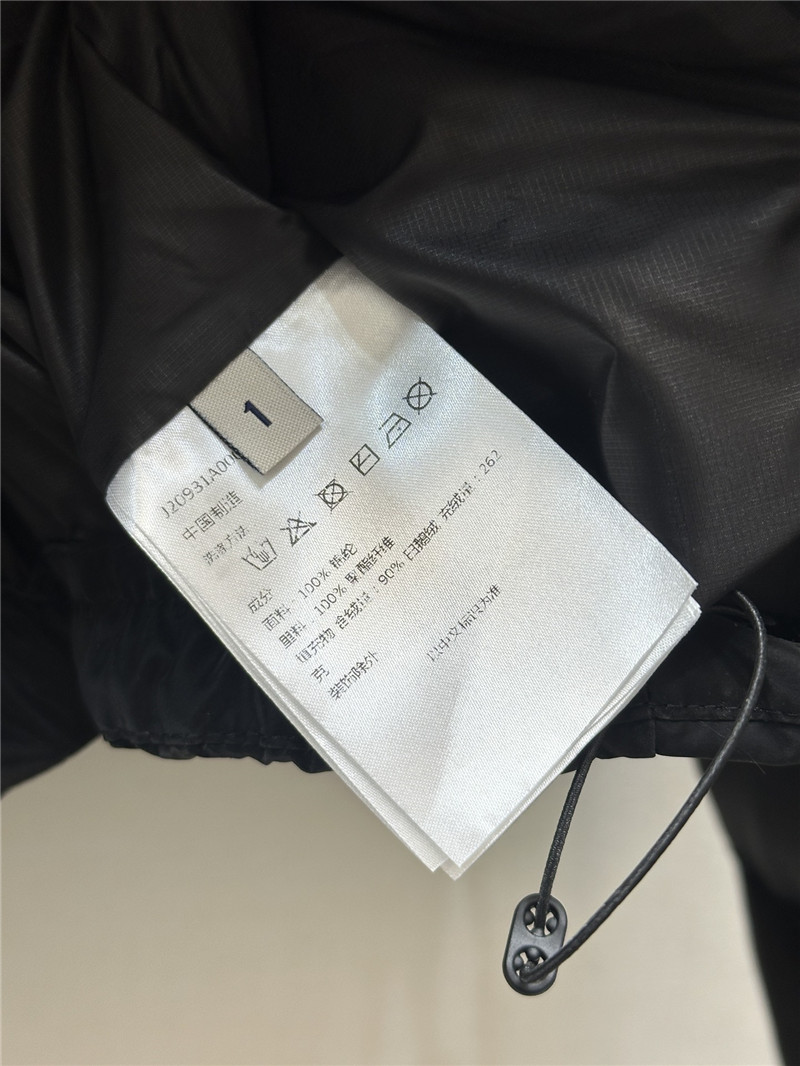 1
J20931A00
中国制造
洗涤方法
成分
面料 100% 锦纶
里料 100% 聚酯纤维
填充物 含绒量：90% 白鹅绒 充绒量：262
克
装饰部除外
以中文标识为准